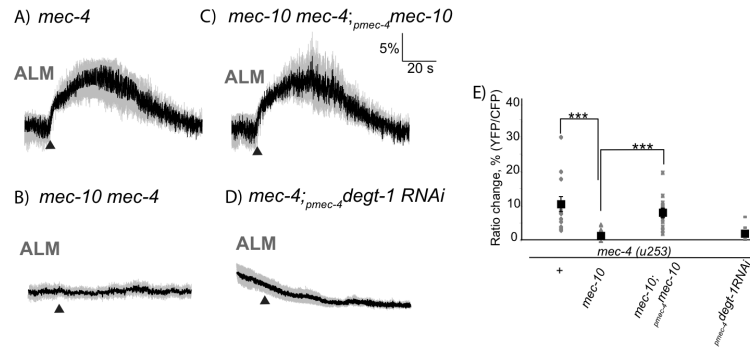 A) mec-4
C) mec-10 mec-4;pmec-4mec-10
ALM
ALM
5%
20 s
B) mec-10 mec-4
D) mec-4;pmec-4degt-1 RNAi
ALM
ALM
E)
Ratio change, % (YFP/CFP)
40
30
20
10
0
***
***
mec-4 (u253)
+
mec-10
mec-10;
pmec-4mec-10
pmec-4degt-1RNAi